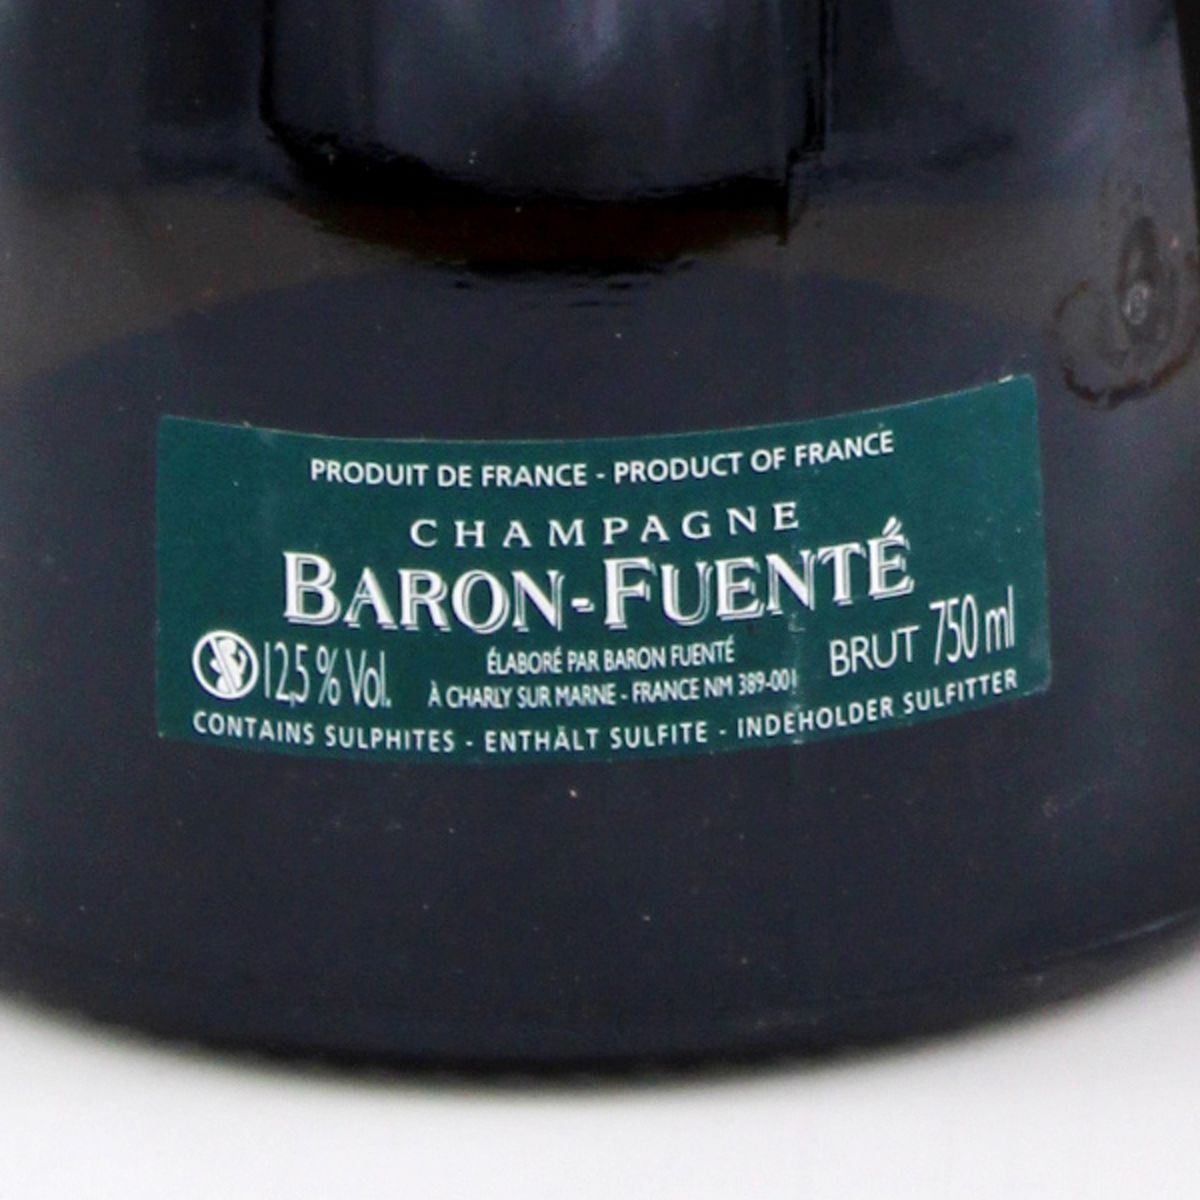 PRODUIT DE FRANCE - PRODUCT OF FRANCE
CHAMPAGNE
BARON-FUENTÉ
12,5 % Vol.
ÉLABORÉ PAR BARON FUENTÉ
À CHARLY SUR MARNE - FRANCE NM 389-001
BRUT 750 ml
CONTAINS SULPHITES - ENTHÄLT SULFITE - INDEHOLDER SULFITTER